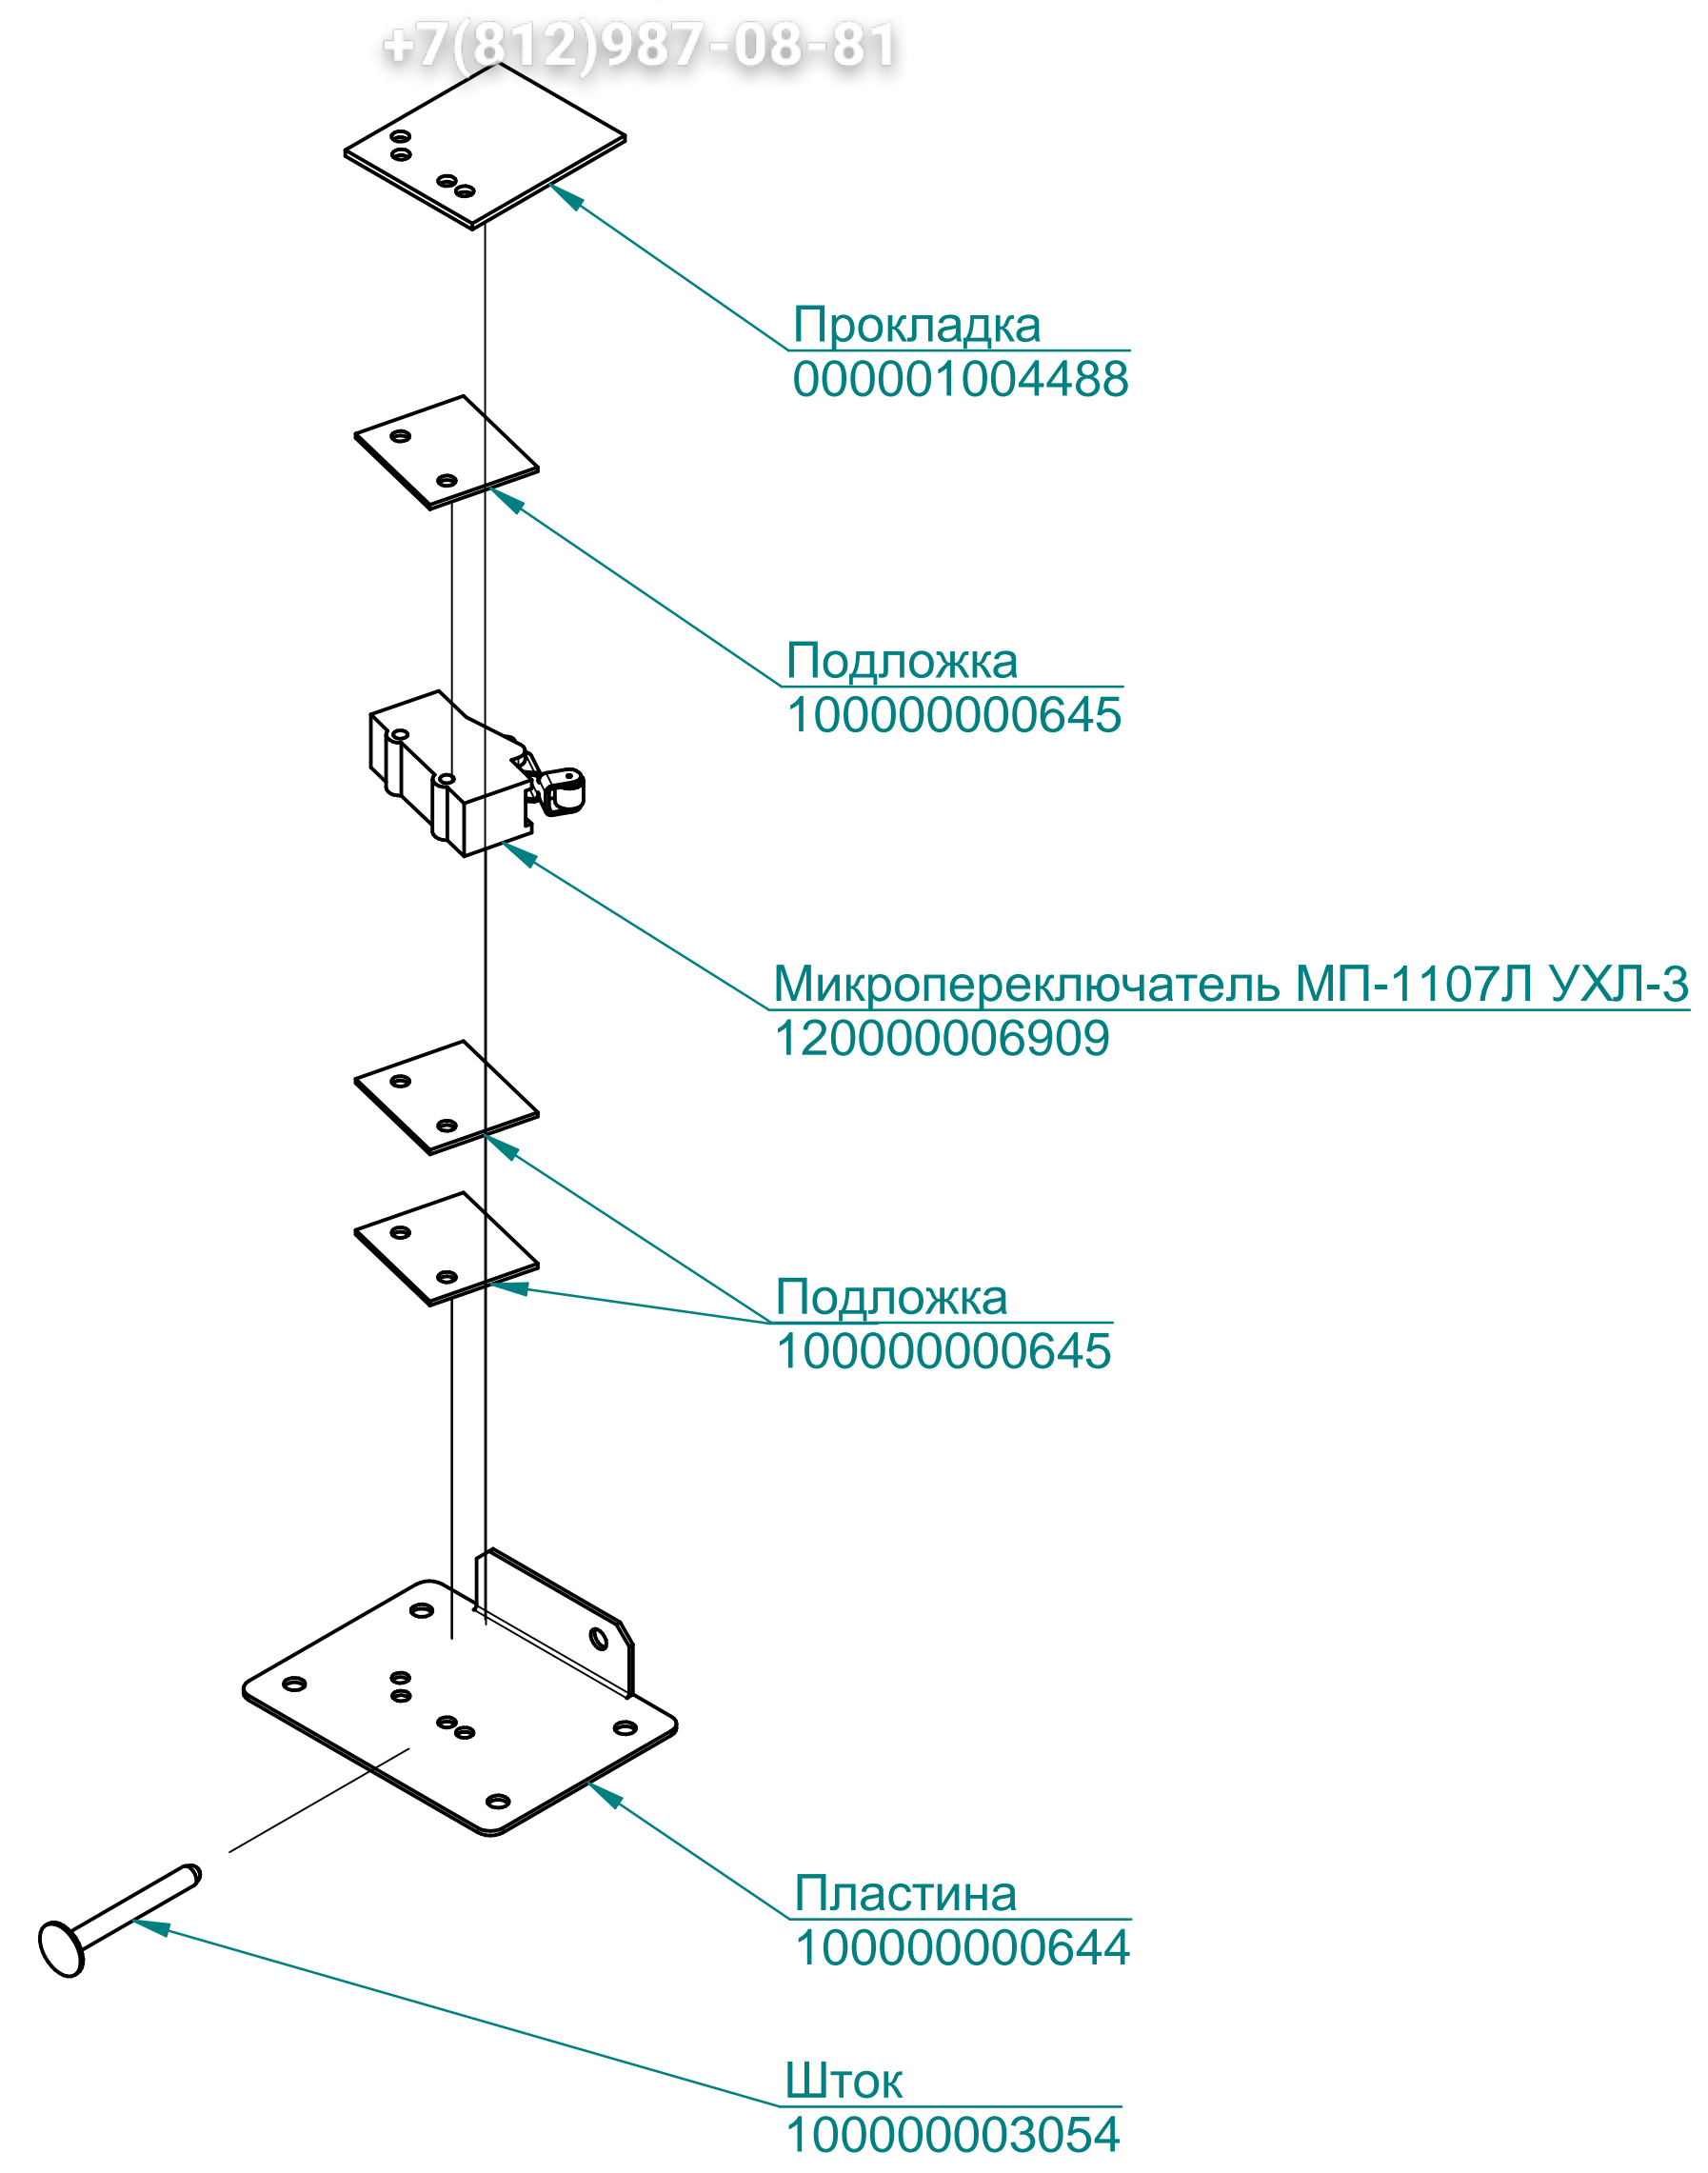 +7(812)987-08-81
Прокладка
000001004488
Подложка
100000000645
Микропереключатель МП-1107Л УХЛ-3
120000006909
Подложка
100000000645
Пластина
100000000644
Шток
100000003054